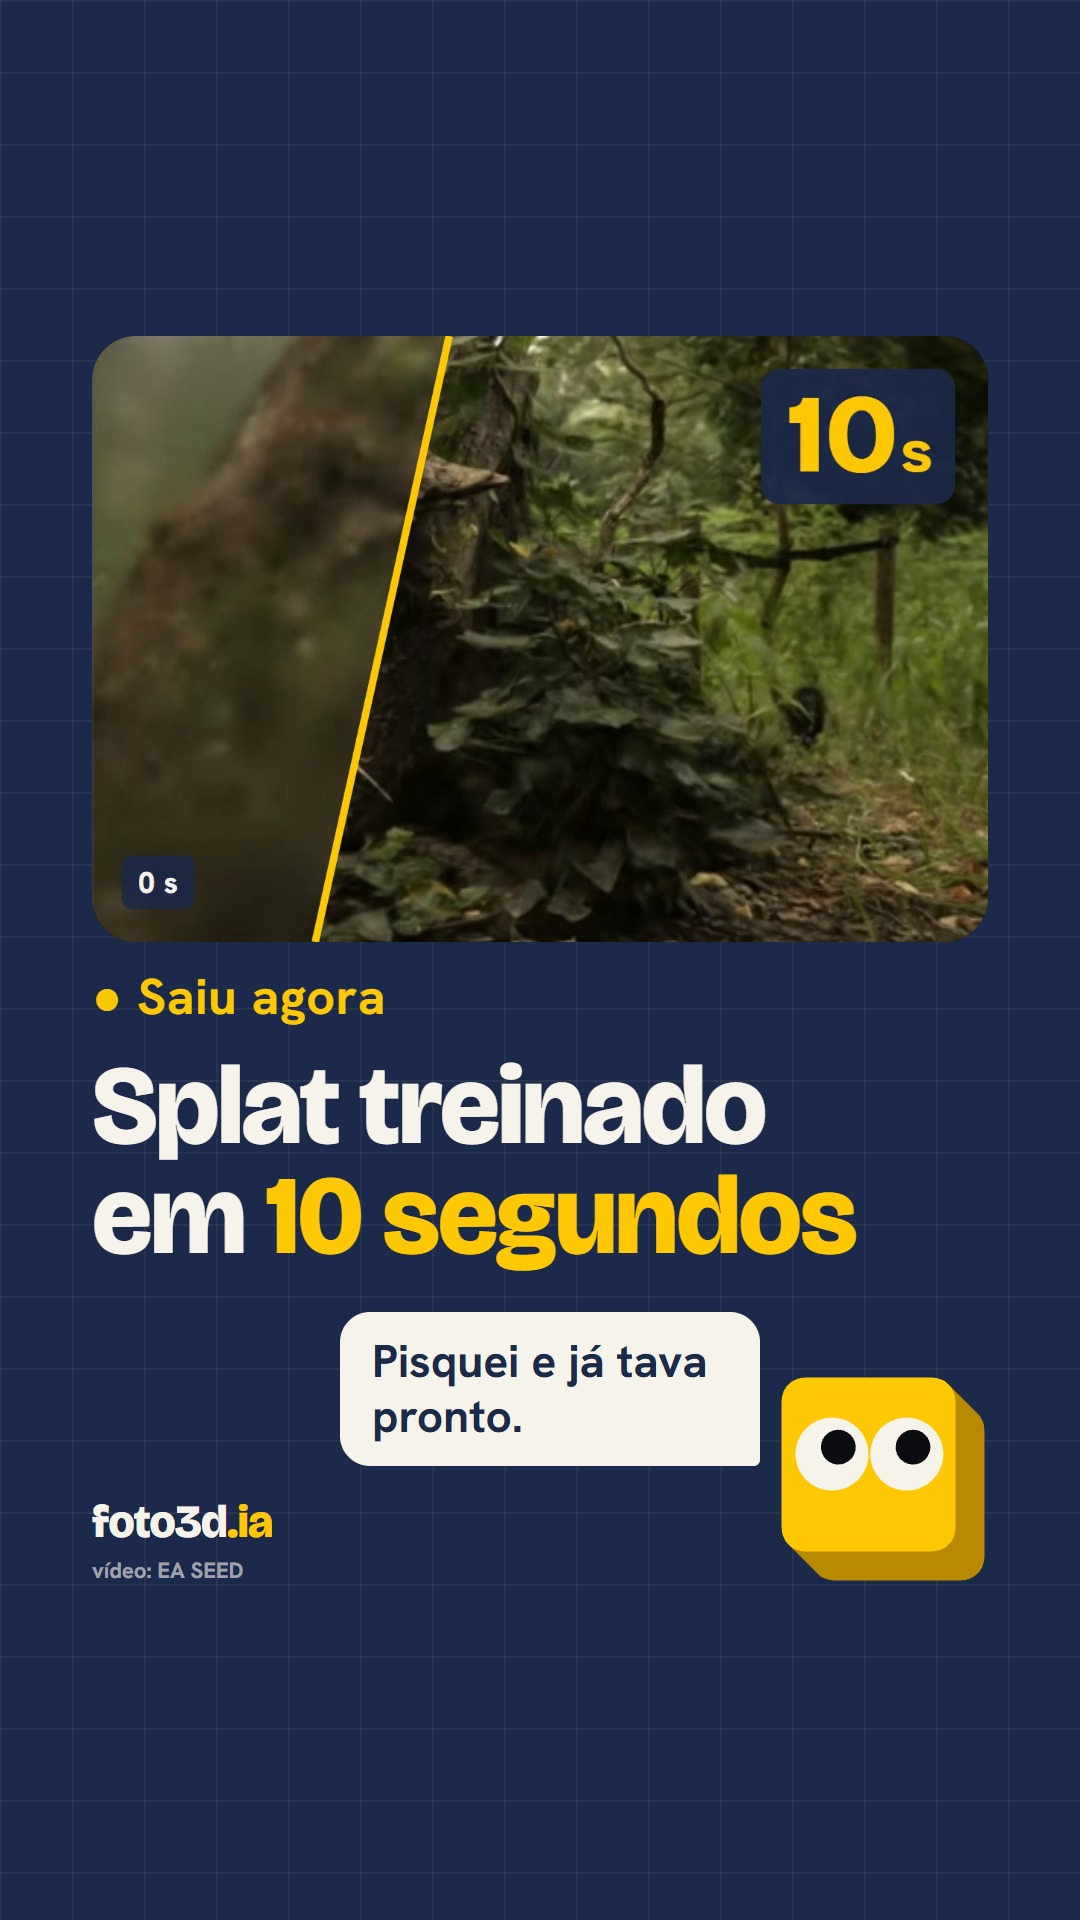 10s
0 s
• Saiu agora
Splat treinado
em 10 segundos
Pisquei e já tava
pronto.
foto3d.ia
vídeo: EA SEED